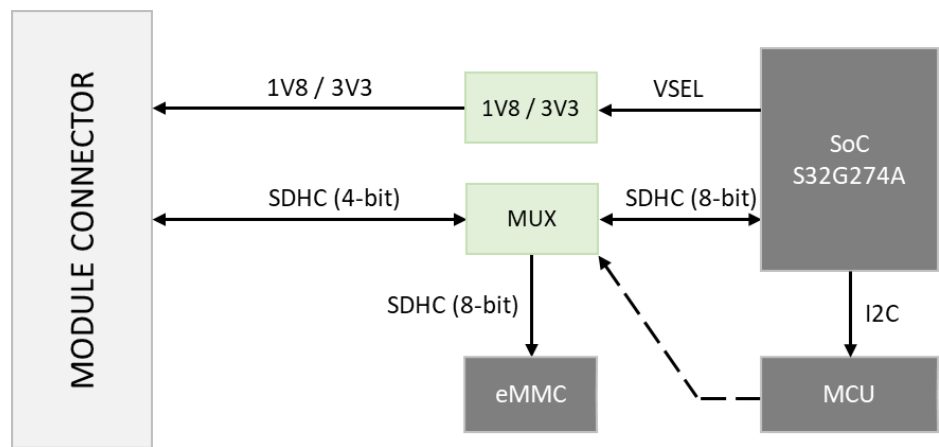 MODULE CONNECTOR
1V8 / 3V3
1V8 / 3V3
VSEL
SoC
S32G274A
SDHC (4-bit)
MUX
SDHC (8-bit)
SDHC (8-bit)
I2C
eMMC
MCU